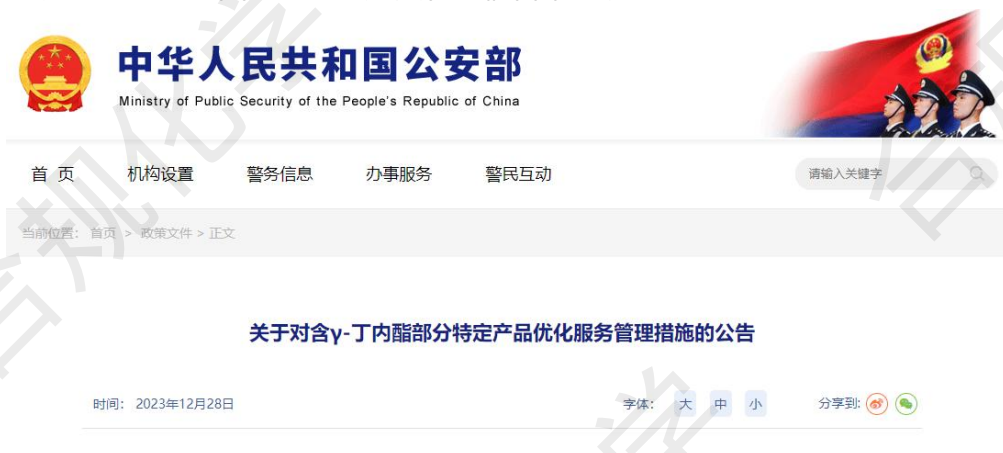 中华人民共和国公安部
Ministry of Public Security of the People's Republic of China
首 页 机构设置 警务信息 办事服务 警民互动 请输入关键字
当前位置： 首页 > 政策文件 > 正文
关于对含γ-丁内酯部分特定产品优化服务管理措施的公告
时间： 2023年12月28日 字体： 大 中 小 分享到: